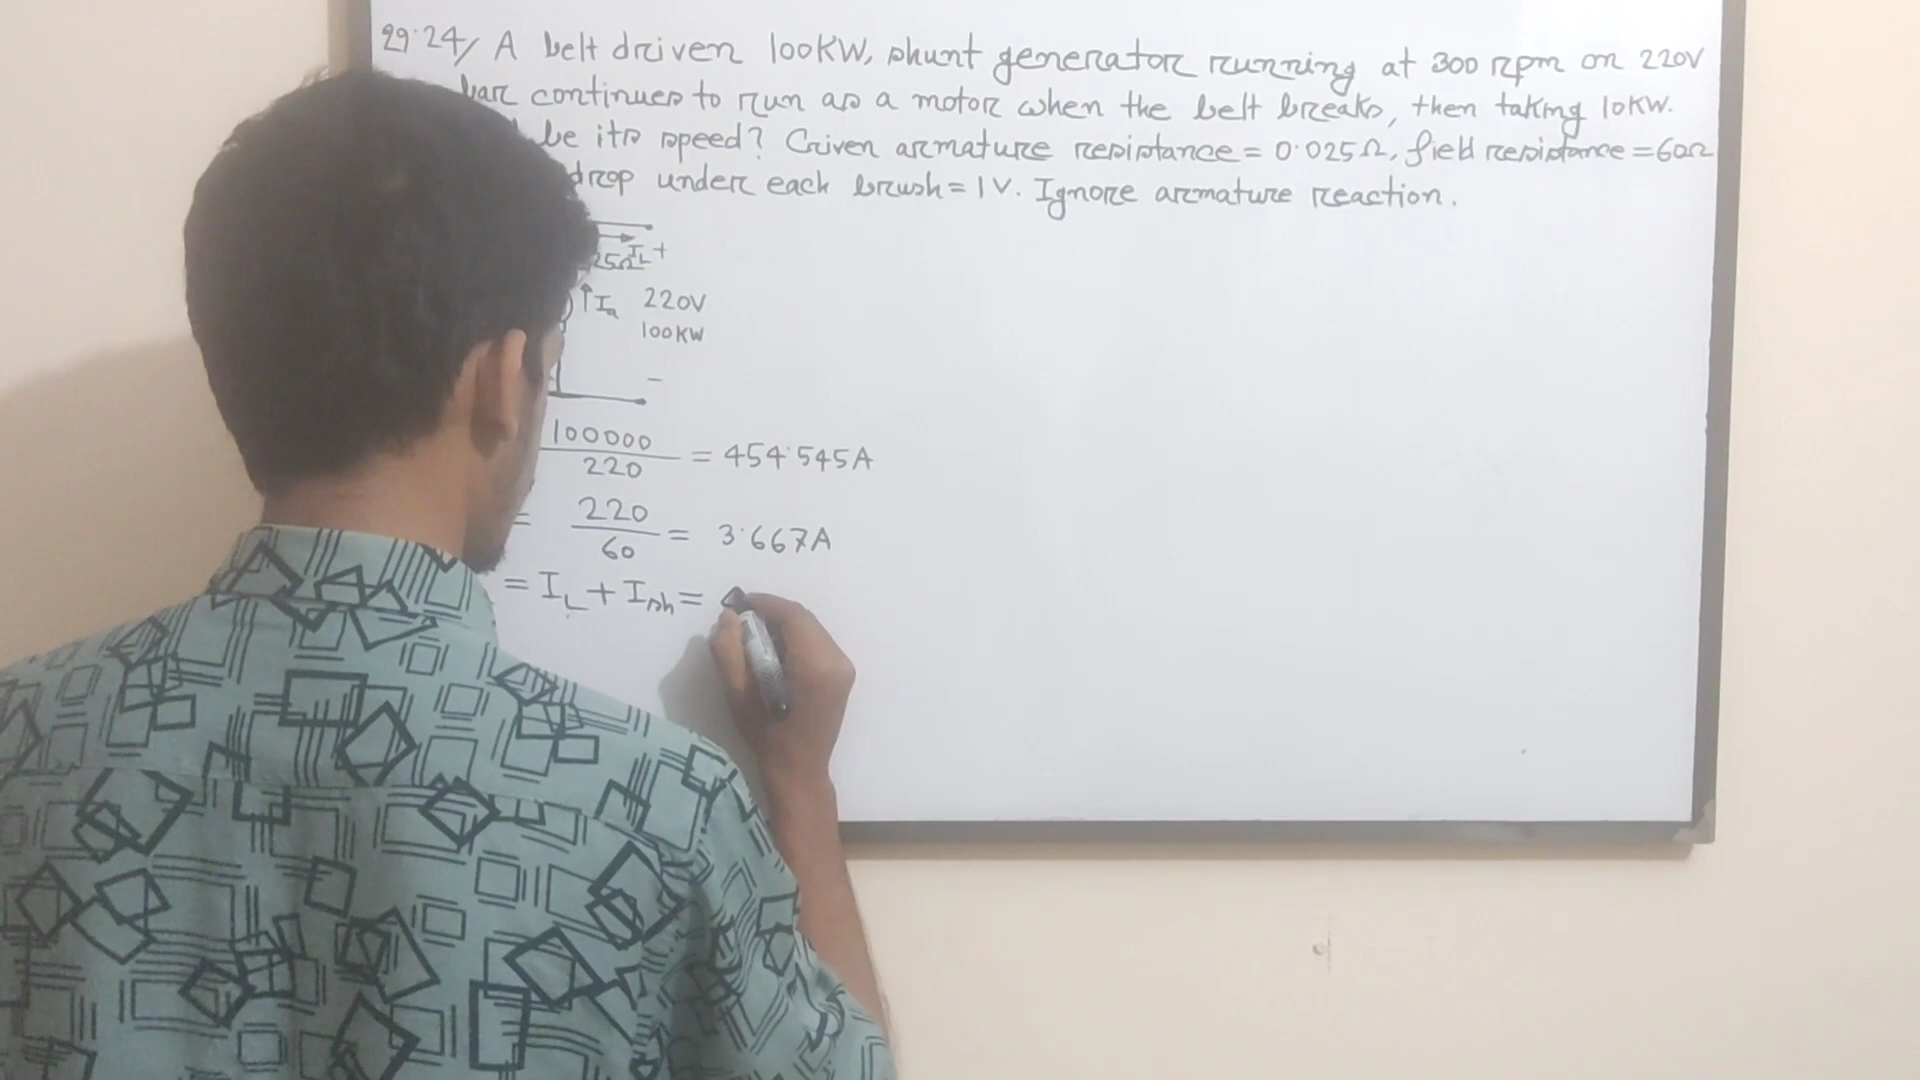 29.24/ A belt driven 100KW, shunt generator running at 300 rpm on 220V
bar continues to run as a motor when the belt breaks, then taking 10KW.
be its speed? Given armature resistance = 0.025Ω, field resistance = 60Ω
drop under each brush = 1V. Ignore armature reaction.
25Ω IL +
Ia 220V
100KW
-
100000
220
= 454.545A
= 220
60
= 3.667A
= IL + Ish =